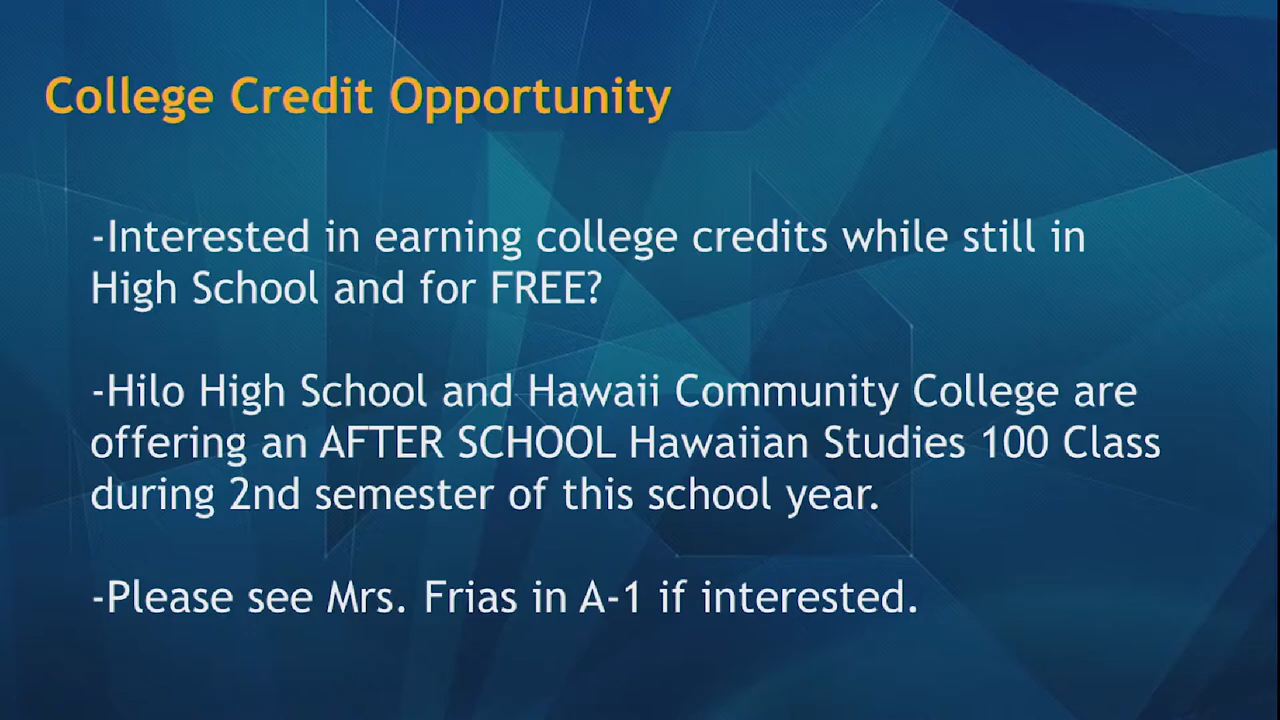 College Credit Opportunity
-Interested in earning college credits while still in
High School and for FREE?
-Hilo High School and Hawaii Community College are
offering an AFTER SCHOOL Hawaiian Studies 100 Class
during 2nd semester of this school year.
-Please see Mrs. Frias in A-1 if interested.